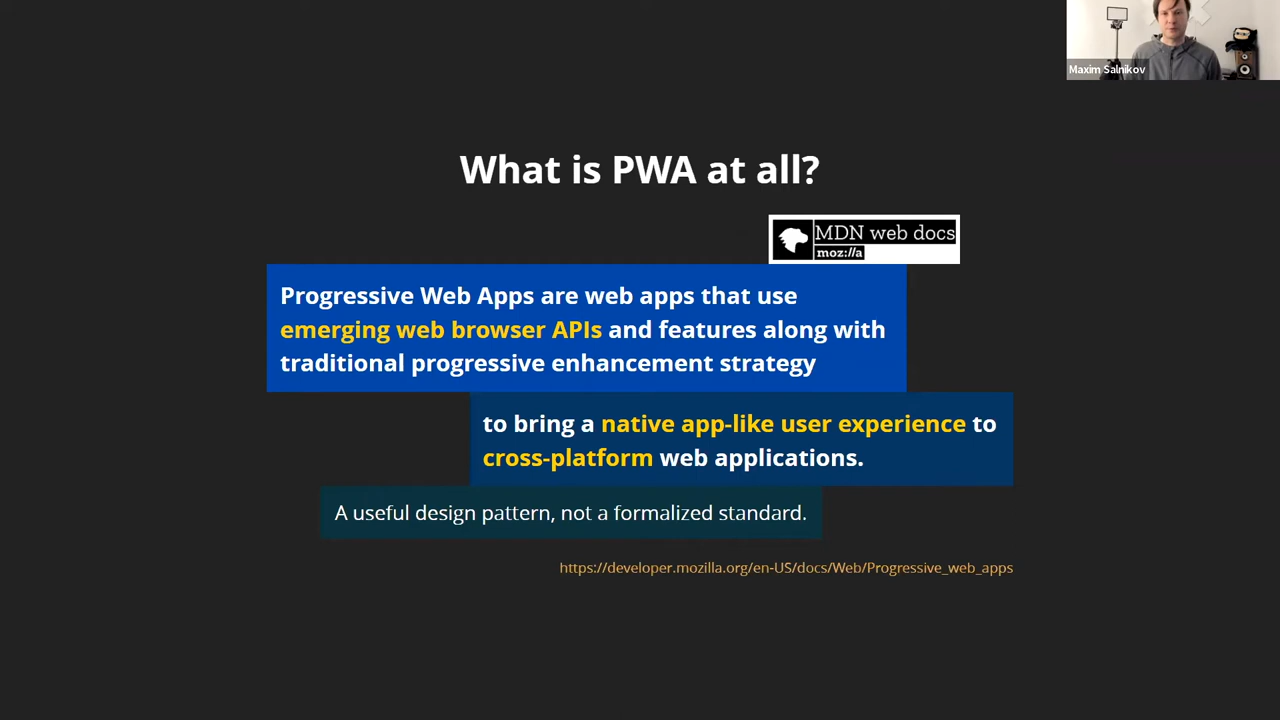 Maxim Salnikov
What is PWA at all?
MDN web docs
moz://a
Progressive Web Apps are web apps that use
emerging web browser APIs and features along with
traditional progressive enhancement strategy
to bring a native app-like user experience to
cross-platform web applications.
A useful design pattern, not a formalized standard.
https://developer.mozilla.org/en-US/docs/Web/Progressive_web_apps